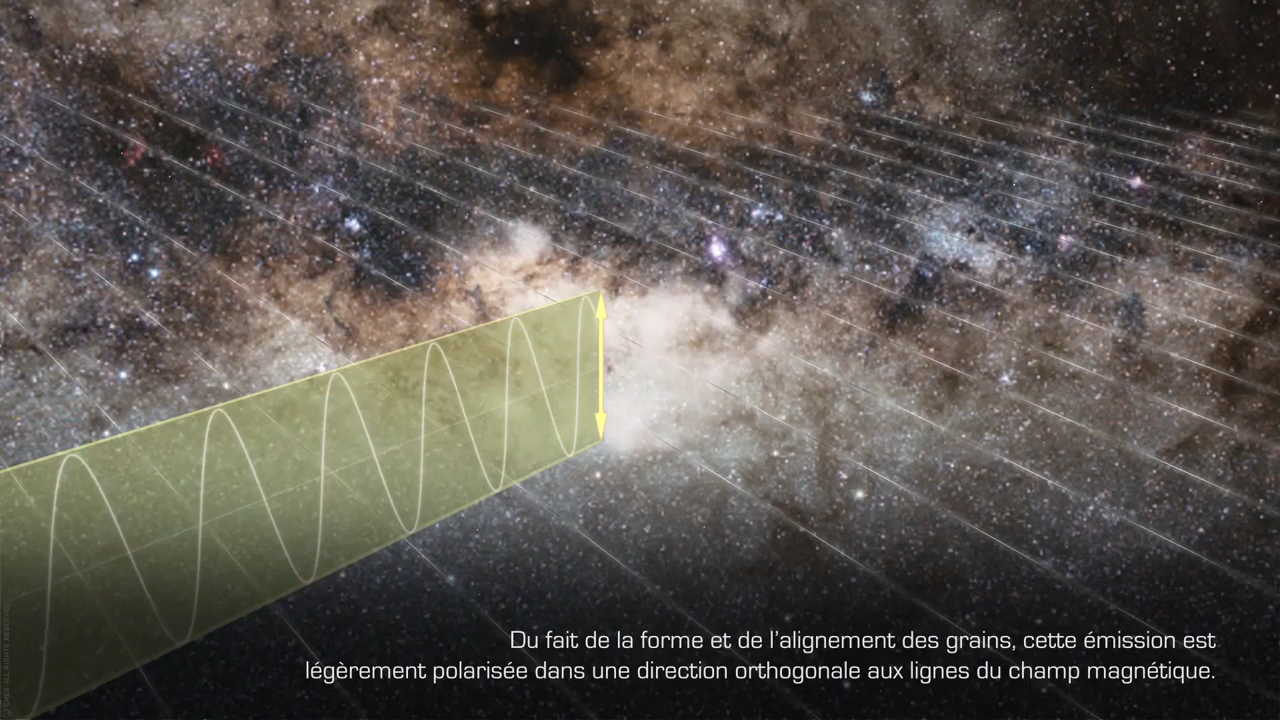 Du fait de la forme et de l'alignement des grains, cette émission est
légèrement polarisée dans une direction orthogonale aux lignes du champ magnétique.